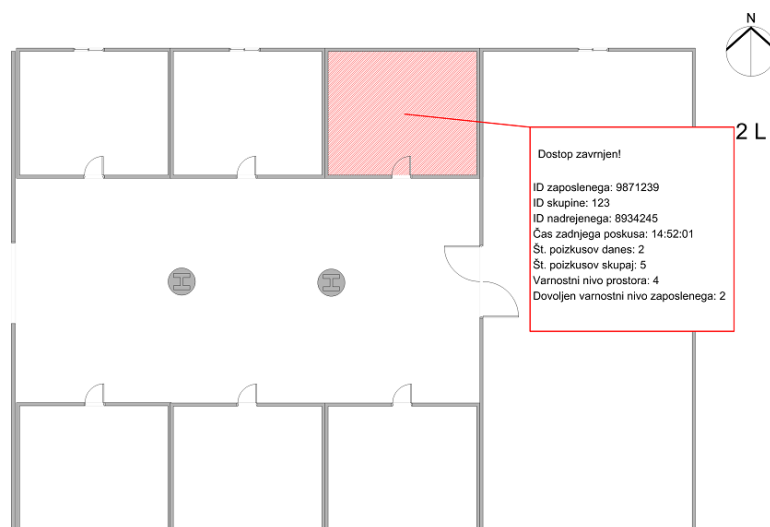 N
2 L
Dostop zavrnjen!
ID zaposlenega: 9871239
ID skupine: 123
ID nadrejenega: 8934245
Čas zadnjega poskusa: 14:52:01
Št. poizkusov danes: 2
Št. poizkusov skupaj: 5
Varnostni nivo prostora: 4
Dovoljen varnostni nivo zaposlenega: 2